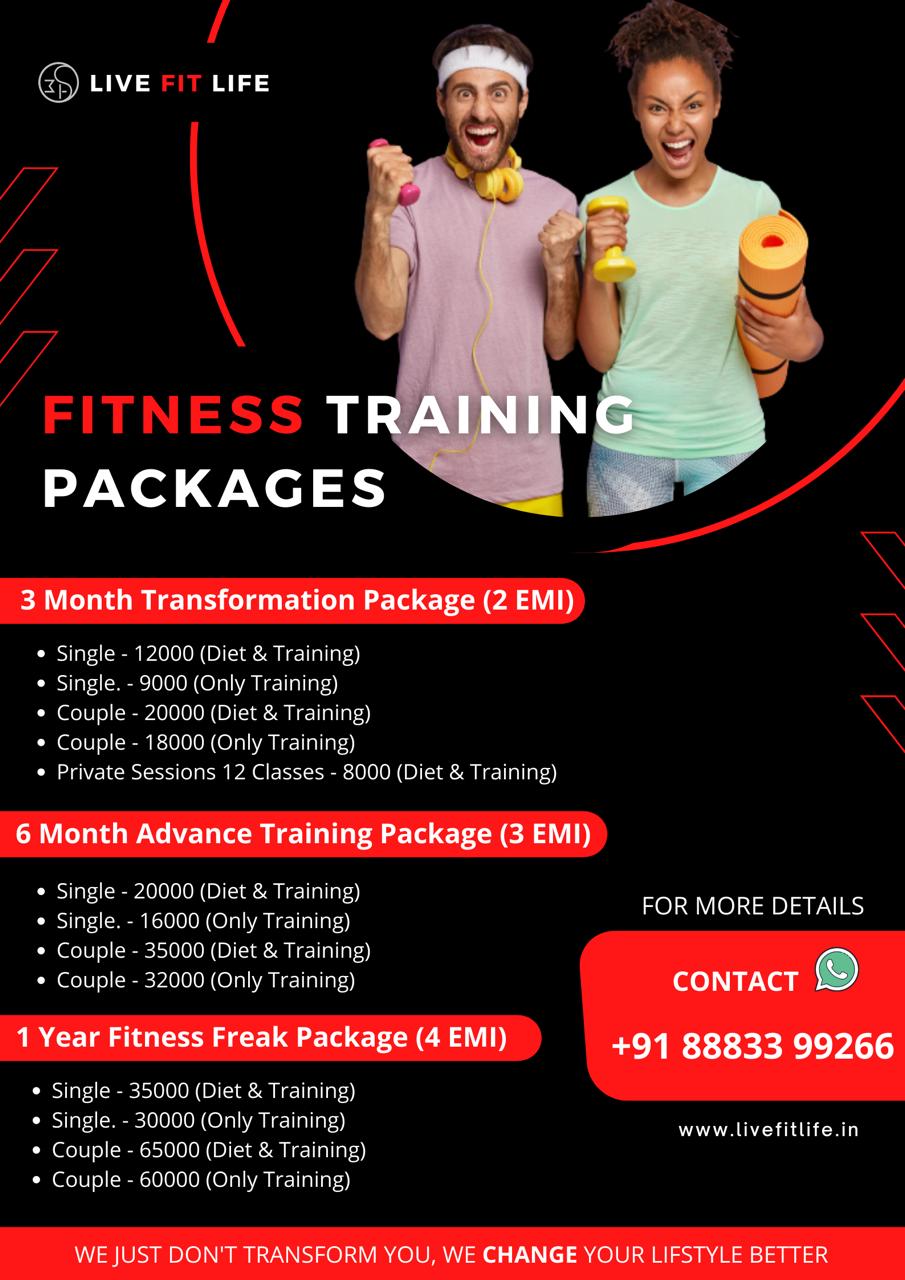 LIVE FIT LIFE
FITNESS TRAINING
PACKAGES
3 Month Transformation Package (2 EMI)
• Single - 12000 (Diet & Training)
• Single. - 9000 (Only Training)
• Couple - 20000 (Diet & Training)
• Couple - 18000 (Only Training)
• Private Sessions 12 Classes - 8000 (Diet & Training)
6 Month Advance Training Package (3 EMI)
• Single - 20000 (Diet & Training)
• Single. - 16000 (Only Training)
• Couple - 35000 (Diet & Training)
• Couple - 32000 (Only Training)
1 Year Fitness Freak Package (4 EMI)
• Single - 35000 (Diet & Training)
• Single. - 30000 (Only Training)
• Couple - 65000 (Diet & Training)
• Couple - 60000 (Only Training)
FOR MORE DETAILS
CONTACT
+91 88833 99266
www.livefitlife.in
WE JUST DON'T TRANSFORM YOU, WE CHANGE YOUR LIFSTYLE BETTER